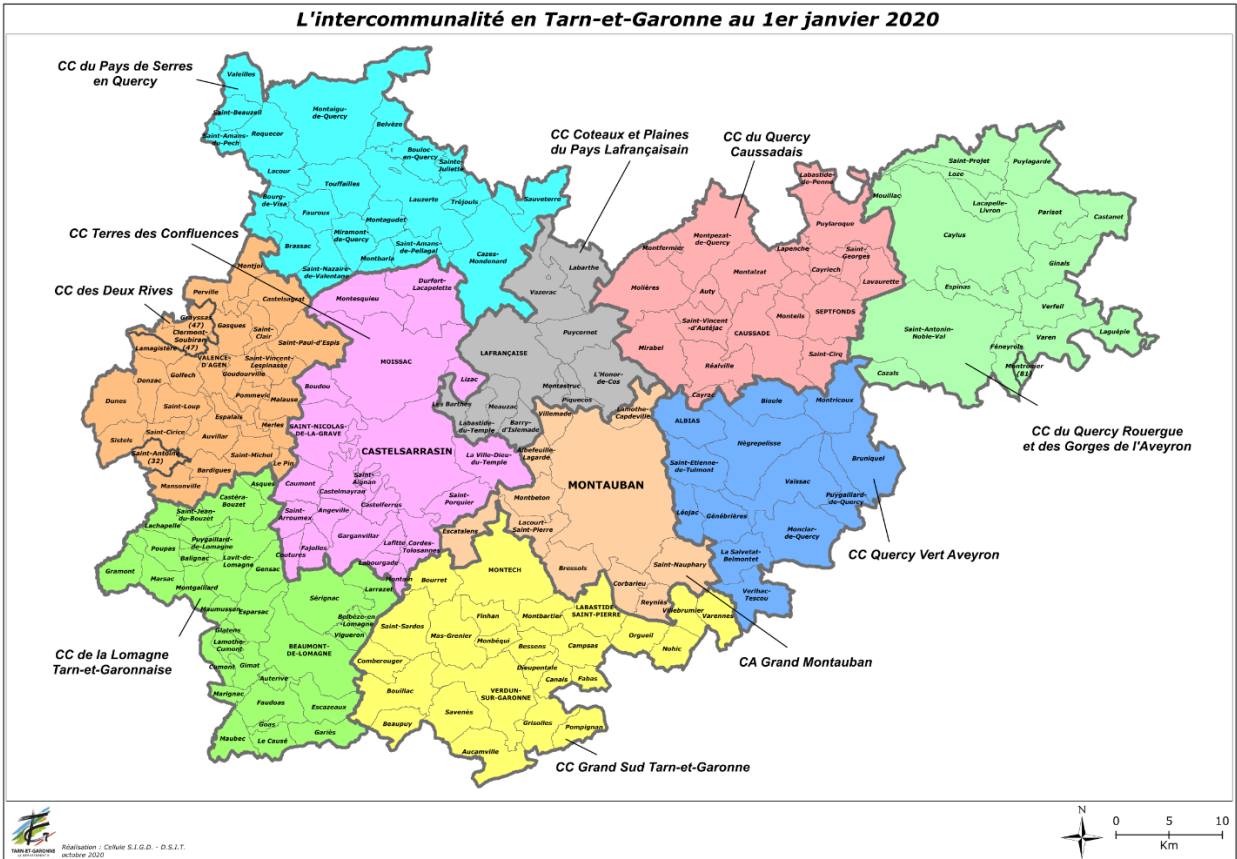 L'intercommunalité en Tarn-et-Garonne au 1er janvier 2020
CC du Pays de Serres
en Quercy
Valeilles
Saint-Beauzeil
Saint-Amans-
du-Pech
Roquecor
Montaigu-
de-Quercy
Belvèze
Bouloc-
en-Quercy
Sainte-
Juliette
Lacour
Touffailles
Bourg-
de-Visa
Fauroux
Lauzerte
Tréjouls
Sauveterre
Montagudet
Miramont-
de-Quercy
Brassac
Montbarla
Saint-Amans-
de-Pellagal
Cazes-
Mondenard
Saint-Nazaire-
de-Valentane
CC Coteaux et Plaines
du Pays Lafrançaisain
Labarthe
Vazerac
Puycornet
LAFRANÇAISE
L'Honor-
de-Cos
Montastruc
Piquecos
Les Barthes
Meauzac
Labastide-
du-Temple
Barry-
d'Islemade
CC du Quercy
Caussadais
Labastide-
de-Penne
Puylaroque
Montpezat-
de-Quercy
Montfermier
Lapenche
Saint-
Georges
Montalzat
Cayriech
Lavaurette
Molières
Auty
Saint-Vincent
-d'Autéjac
Monteils
SEPTFONDS
CAUSSADE
Mirabel
Réalville
Saint-Cirq
Cayrac
Mouillac
Saint-Projet
Puylagarde
Loze
Lacapelle-
Livron
Parisot
Castanet
Caylus
Ginals
Espinas
Verfeil
Saint-Antonin-
Noble-Val
Varen
Laguépie
Féneyrols
Montrosier
(81)
Cazals
CC du Quercy Rouergue
et des Gorges de l'Aveyron
CC Terres des Confluences
Durfort-
Lacapelette
Montesquieu
MOISSAC
Lizac
Boudou
SAINT-NICOLAS-
DE-LA-GRAVE
CASTELSARRASIN
La Ville-Dieu-
du-Temple
Saint-
Aignan
Caumont
Castelmayran
Saint-
Porquier
Castelferrus
Saint-
Arroumex
Angeville
Garganvillar
Fajolles
Coutures
Lafitte
Cordes-
Tolosannes
Labourgade
Montaïn
CC des Deux Rives
Montjoi
Perville
Castelsagrat
Grayssas
(47)
Gasques
Clermont-
Soubiran
(47)
Saint-
Clair
Saint-Paul-d'Espis
Lamagistère
VALENCE-
D'AGEN
Saint-Vincent-
Lespinasse
Golfech
Goudourville
Donzac
Pommevic
Malause
Dunes
Saint-Loup
Espalais
Merles
Saint-Cirice
Auvillar
Sistels
Saint-Antoine
(32)
Saint-Michel
Le Pin
Bardigues
Mansonville
Asques
Castéra-
Bouzet
Saint-Jean-
du-Bouzet
Lachapelle
Puygaillard-
de-Lomagne
Poupas
Balignac
Lavit-de-
Lomagne
Gensac
Gramont
Marsac
Montgaillard
Maumusson
Esparsac
Sérignac
Larrazet
Belbèze-en-
Lomagne
Vigueron
Glatens
Lamothe-
Cumont
BEAUMONT-
DE-LOMAGNE
Cumont
Gimat
Auterive
Marignac
Faudoas
Escazeaux
Goas
Maubec
Le Causé
Gariès
CC de la Lomagne
Tarn-et-Garonnaise
Villemade
Lamothe-
Capdeville
Albefeuille-
Lagarde
MONTAUBAN
Montbeton
Lacourt-
Saint-Pierre
Escatalens
Bressols
Saint-Nauphary
Corbarieu
Reyniès
CA Grand Montauban
ALBIAS
Bioule
Montricoux
Nègrepelisse
Bruniquel
Saint-Etienne-
de-Tulmont
Vaïssac
Puygaillard-
de-Quercy
Léojac
Génébrières
Monclar-
de-Quercy
La Salvetat-
Belmontet
Verlhac-
Tescou
CC Quercy Vert Aveyron
MONTECH
Bourret
Finhan
Montbartier
LABASTIDE
SAINT-PIERRE
Villebrumier
Varennes
Saint-Sardos
Mas-Grenier
Monbéqui
Bessens
Campsas
Orgueil
Nohic
Comberouger
Dieupentale
Canals
Fabas
Bouillac
VERDUN-
SUR-GARONNE
Savenès
Grisolles
Pompignan
Beaupuy
Aucamville
CC Grand Sud Tarn-et-Garonne
TARN-ET-GARONNE
LE DÉPARTEMENT
Réalisation : Cellule S.I.G.D. - D.S.I.T.
octobre 2020
N
0 5 10
Km